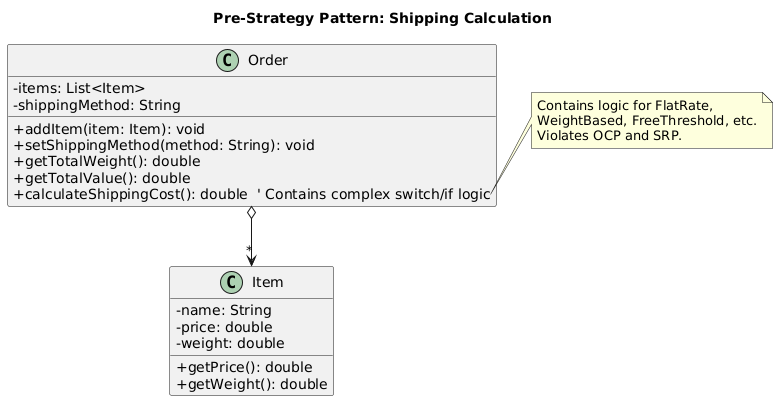 Pre-Strategy Pattern: Shipping Calculation
C Order
-items: List<Item>
-shippingMethod: String
+addItem(item: Item): void
+setShippingMethod(method: String): void
+getTotalWeight(): double
+getTotalValue(): double
+calculateShippingCost(): double  ' Contains complex switch/if logic
Contains logic for FlatRate,
WeightBased, FreeThreshold, etc.
Violates OCP and SRP.
*
C Item
-name: String
-price: double
-weight: double
+getPrice(): double
+getWeight(): double